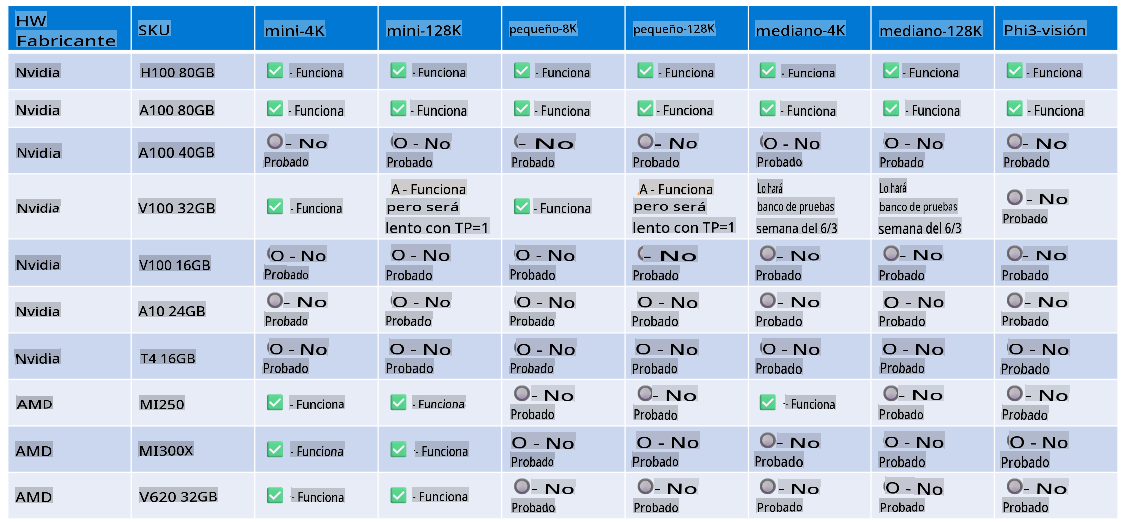 HW Fabricante SKU mini-4K mini-128K pequeño-8K pequeño-128K mediano-4K mediano-128K Phi3-visión
Nvidia H100 80GB ✅ - Funciona ✅ - Funciona ✅ - Funciona ✅ - Funciona ✅ - Funciona ✅ - Funciona ✅ - Funciona
Nvidia A100 80GB ✅ - Funciona ✅ - Funciona ✅ - Funciona ✅ - Funciona ✅ - Funciona ✅ - Funciona ✅ - Funciona
Nvidia A100 40GB O - No Probado O - No Probado - No Probado O - No Probado O - No Probado O - No Probado O - No Probado
Nvidia V100 32GB ✅ - Funciona A - Funciona pero será lento con TP=1 ✅ - Funciona A - Funciona pero será lento con TP=1 Lo hará banco de pruebas semana del 6/3 Lo hará banco de pruebas semana del 6/3 O - No Probado
Nvidia V100 16GB O - No Probado O - No Probado O - No Probado - No Probado O - No Probado O - No Probado O - No Probado
Nvidia A10 24GB O - No Probado O - No Probado O - No Probado O - No Probado O - No Probado O - No Probado O - No Probado
Nvidia T4 16GB O - No Probado O - No Probado O - No Probado O - No Probado O - No Probado O - No Probado O - No Probado
AMD MI250 ✅ - Funciona ✅ - Funciona O - No Probado O - No Probado ✅ - Funciona O - No Probado O - No Probado
AMD MI300X ✅ - Funciona ✅ - Funciona O - No Probado O - No Probado O - No Probado O - No Probado O - No Probado
AMD V620 32GB ✅ - Funciona ✅ - Funciona O - No Probado O - No Probado O - No Probado O - No Probado O - No Probado